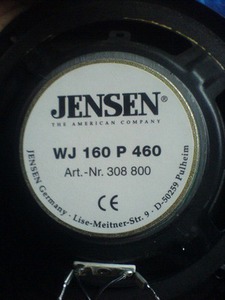 JENSEN®
THE AMERICAN COMPANY
WJ 160 P 460
Art.-Nr. 308 800
CE
JENSEN Germany · Lise-Meitner-Str. 9 · D-50259 Pulheim